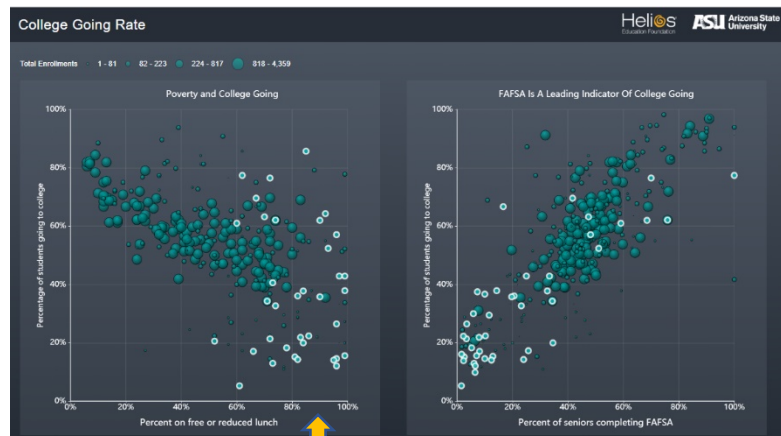 College Going Rate
Helios
Education Foundation
ASU Arizona State
University
Total Enrollments 1 - 81 82 - 223 224 - 817 818 - 4,359
Poverty and College Going
100%
80%
60%
40%
20%
0%
Percentage of students going to college
0% 20% 40% 60% 80% 100%
Percent on free or reduced lunch
FAFSA Is A Leading Indicator Of College Going
100%
80%
60%
40%
20%
0%
Percentage of students going to college
0% 20% 40% 60% 80% 100%
Percent of seniors completing FAFSA